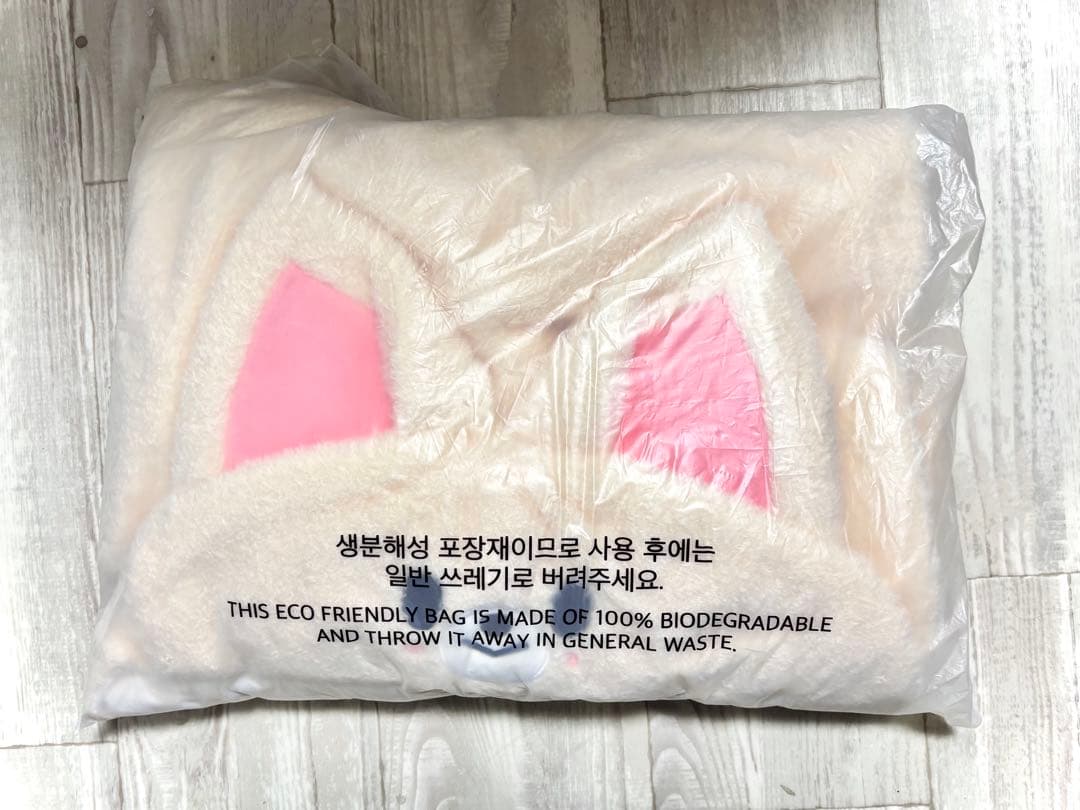 생분해성 포장재이므로 사용 후에는
일반 쓰레기로 버려주세요.
THIS ECO FRIENDLY BAG IS MADE OF 100% BIODEGRADABLE
AND THROW IT AWAY IN GENERAL WASTE.